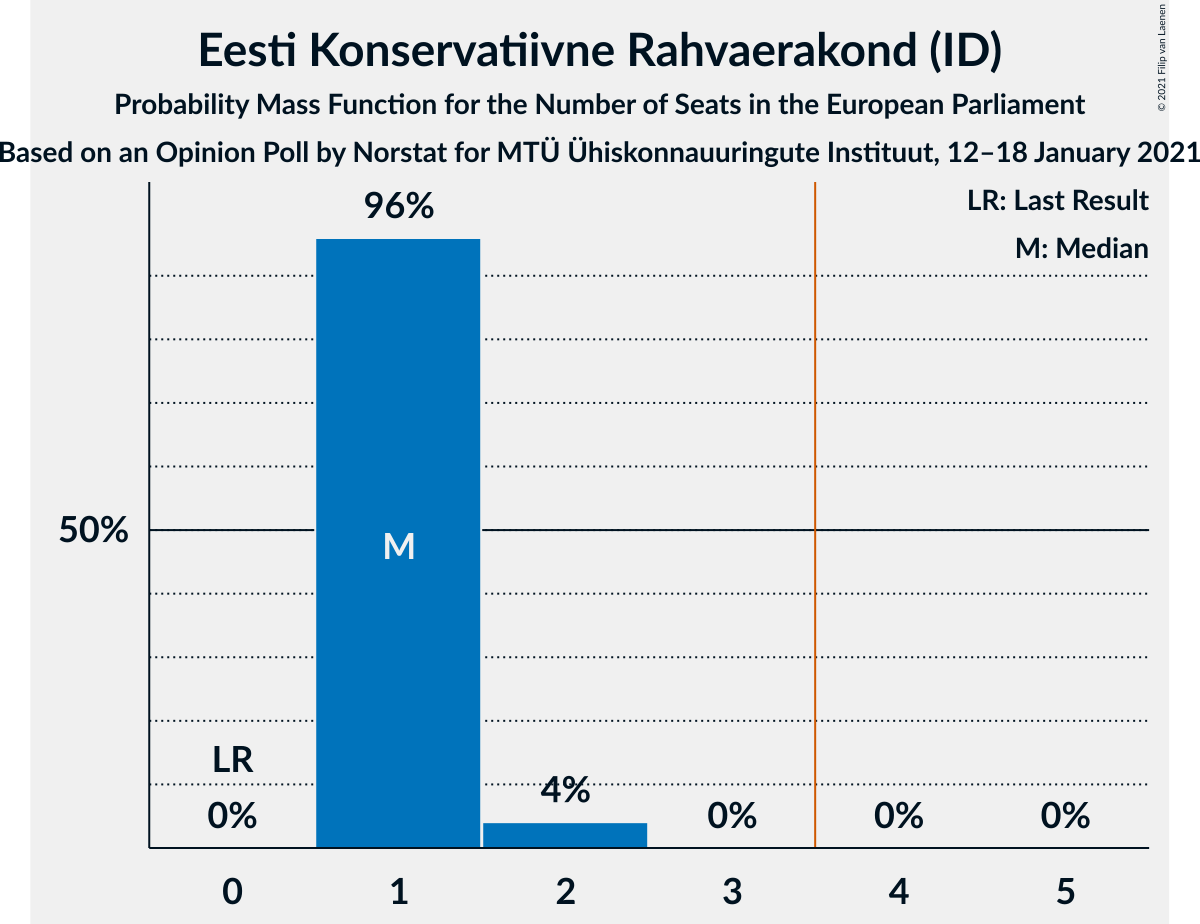 Eesti Konservatiivne Rahvaerakond (ID)
Probability Mass Function for the Number of Seats in the European Parliament
Based on an Opinion Poll by Norstat for MTÜ Ühiskonnauuringute Instituut, 12–18 January 2021
© 2021 Filip van Laenen
LR: Last Result
M: Median
96%
50%
M
LR
0%
4%
0%
0%
0%
0 1 2 3 4 5